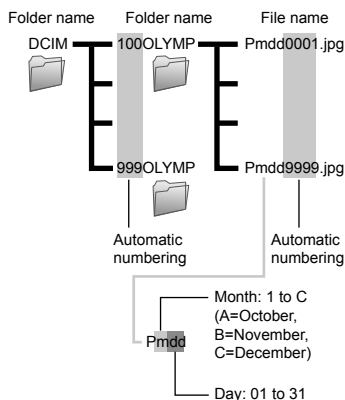 Folder name Folder name File name
DCIM 100OLYMP Pmdd0001.jpg
999OLYMP Pmdd9999.jpg
Automatic numbering
Automatic numbering
Month: 1 to C
(A=October,
B=November,
C=December)
Pmdd
Day: 01 to 31